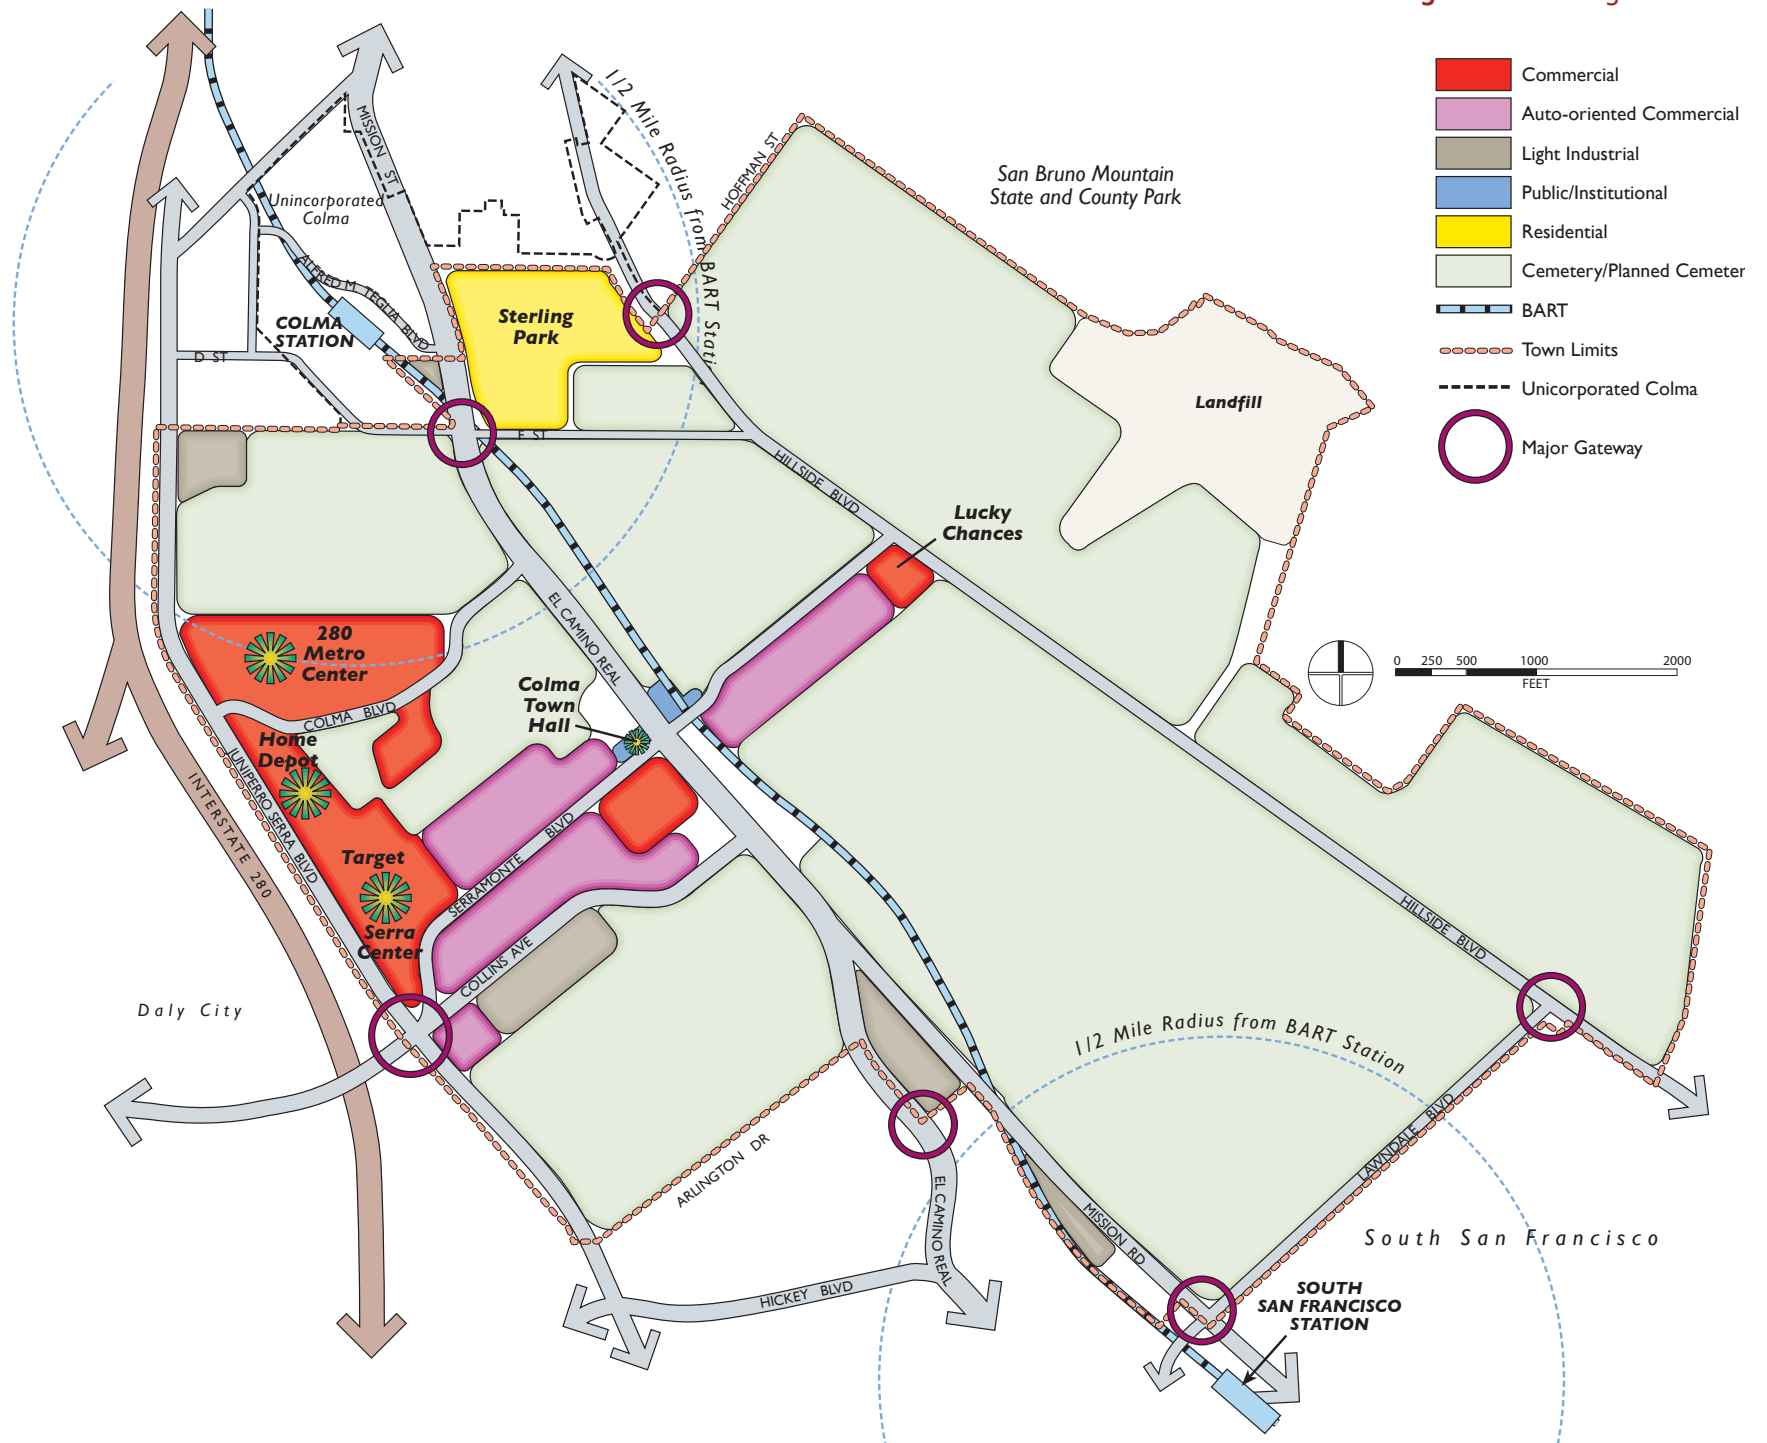 Commercial
Auto-oriented Commercial
Light Industrial
Public/Institutional
Residential
Cemetery/Planned Cemeter
BART
Town Limits
Unicorporated Colma
Major Gateway
1/2 Mile Radius from BART Stati
HOFFMAN ST
San Bruno Mountain
State and County Park
MISSION ST
Unincorporated
Colma
ALFRED M TEGLIA BLVD
COLMA
STATION
D ST
Sterling
Park
Landfill
F ST
HILLSIDE BLVD
Lucky
Chances
0 250 500 1000 2000
FEET
EL CAMINO REAL
280
Metro
Center
COLMA BLVD
Colma
Town
Hall
Home
Depot
JUNIPERRO SERRA BLVD
INTERSTATE 280
Target
SERRAMONTE BLVD
Serra
Center
COLLINS AVE
HILLSIDE BLVD
Daly City
1/2 Mile Radius from BART Station
ARLINGTON DR
LAWNDALE BLVD
EL CAMINO REAL
MISSION RD
South San Francisco
HICKEY BLVD
SOUTH
SAN FRANCISCO
STATION